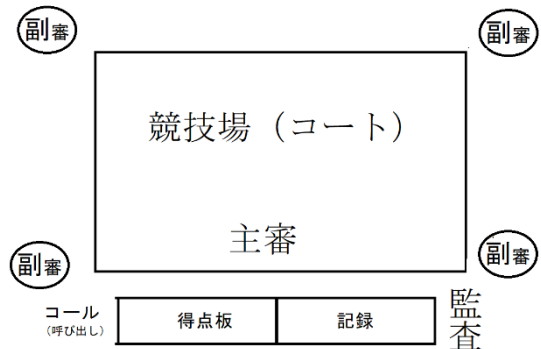 副審
副審
競技場（コート）
主審
副審
副審
コール
（呼び出し）
得点板
記録
監査